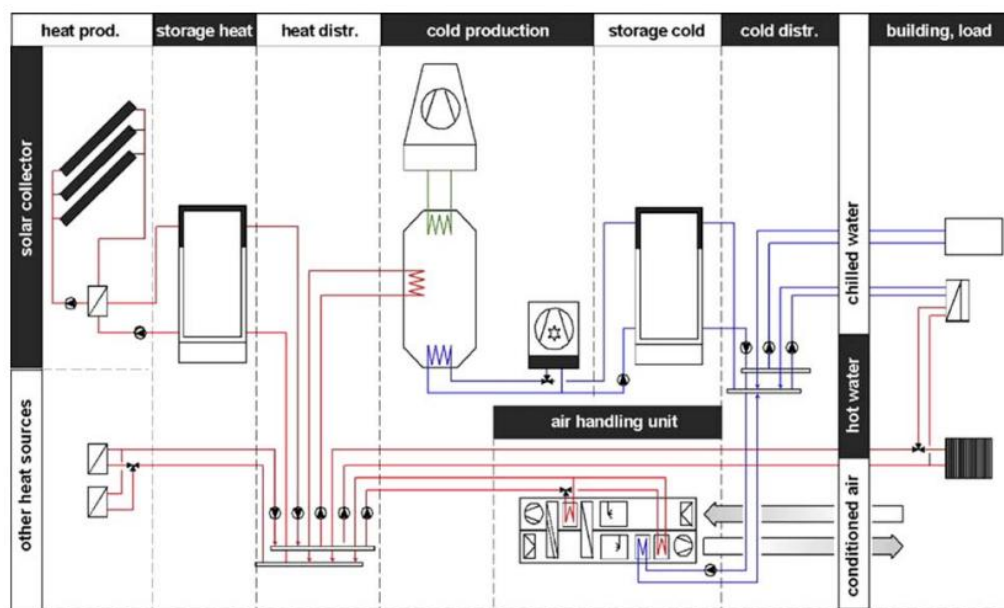 heat prod.
storage heat
heat distr.
cold production
storage cold
cold distr.
building, load
solar collector
chilled water
hot water
air handling unit
other heat sources
conditioned air